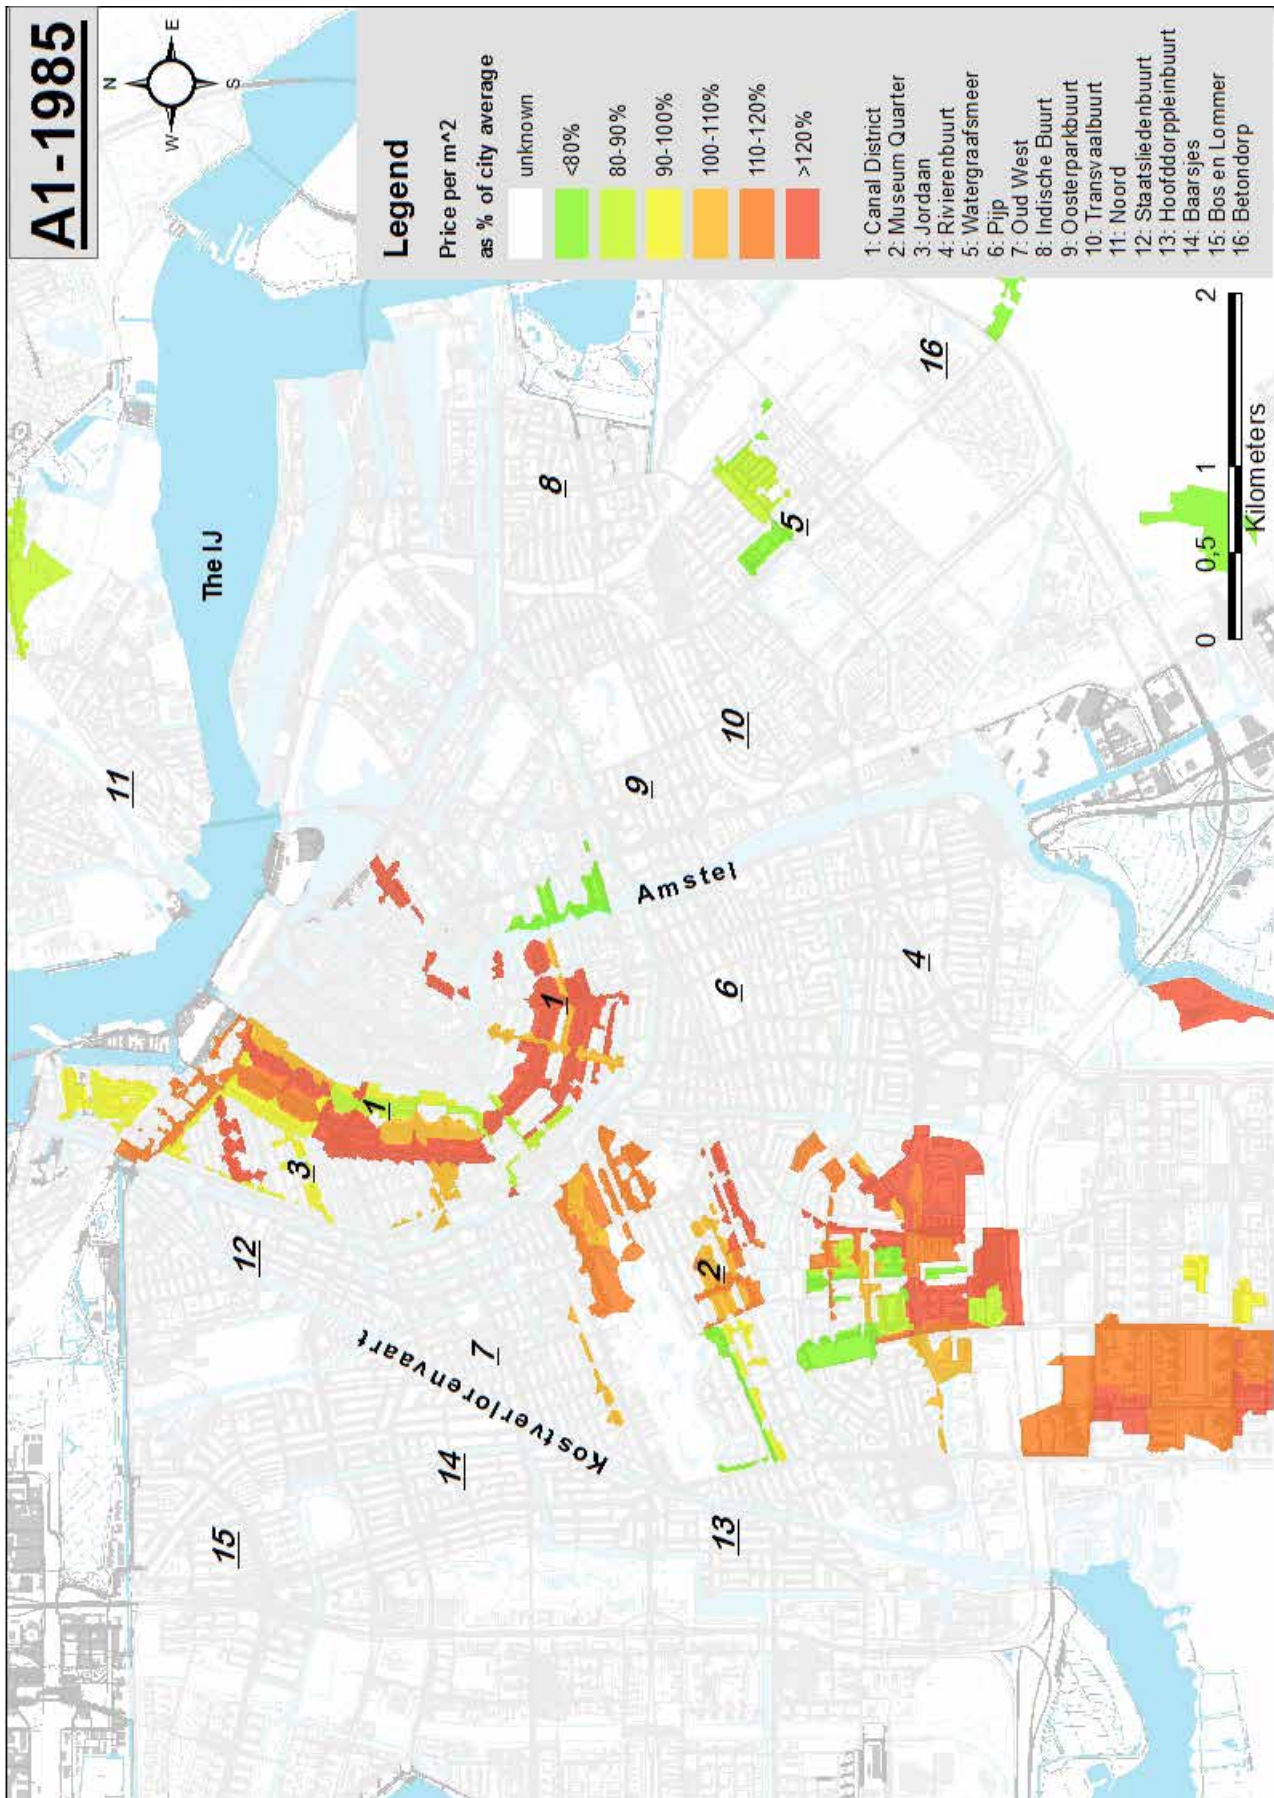 A1-1985
N
E
S
W
Legend
Price per m^2
as % of city average
unknown
<80%
80-90%
90-100%
100-110%
110-120%
>120%
1: Canal District
2: Museum Quarter
3: Jordaan
4: Rivierenbuurt
5: Watergraafsmeer
6: Pijp
7: Oud West
8: Indische Buurt
9: Oosterparkbuurt
10: Transvaalbuurt
11: Noord
12: Staatsliedenbuurt
13: Hoofddorppleinbuurt
14: Baarsjes
15: Bos en Lommer
16: Betondorp
0 0,5 1 2
Kilometers
The IJ
Amstel
Kostverlorenvaart
11
8
16
5
10
9
1
6
4
1
3
12
2
7
14
15
13